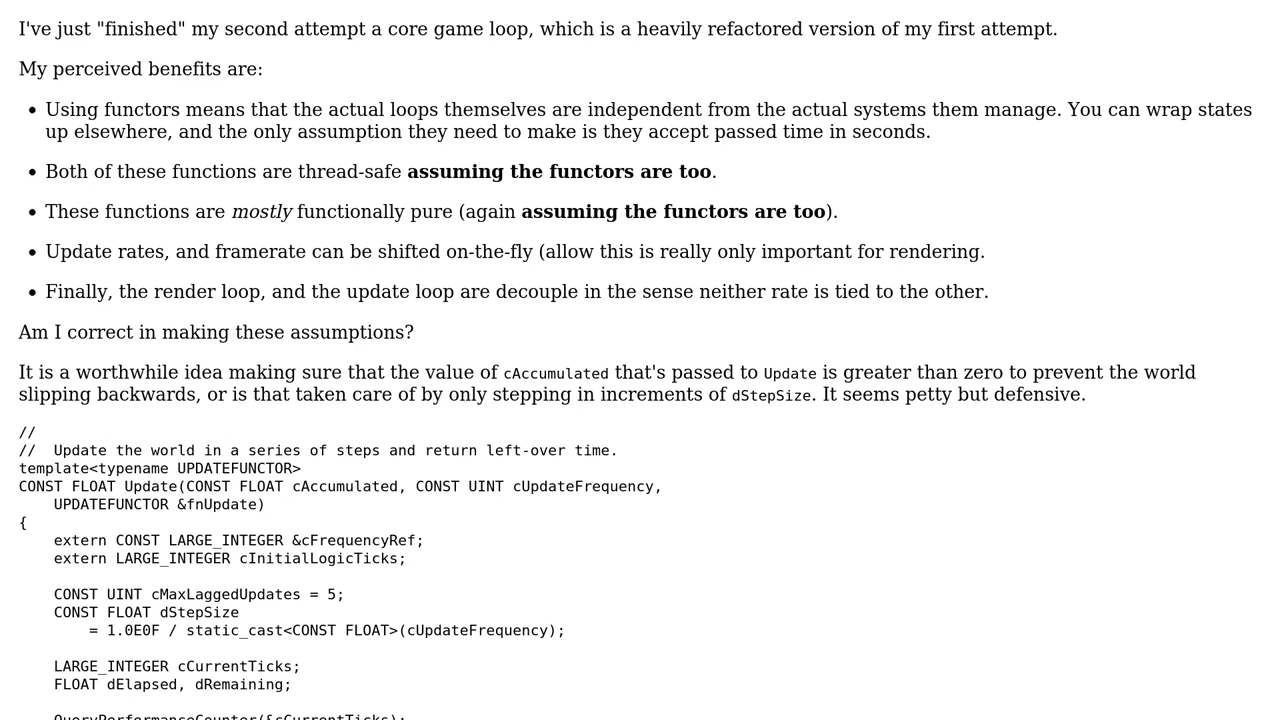 I've just "finished" my second attempt a core game loop, which is a heavily refactored version of my first attempt.
My perceived benefits are:
• Using functors means that the actual loops themselves are independent from the actual systems them manage. You can wrap states
up elsewhere, and the only assumption they need to make is they accept passed time in seconds.
• Both of these functions are thread-safe assuming the functors are too.
• These functions are mostly functionally pure (again assuming the functors are too).
• Update rates, and framerate can be shifted on-the-fly (allow this is really only important for rendering.
• Finally, the render loop, and the update loop are decouple in the sense neither rate is tied to the other.
Am I correct in making these assumptions?
It is a worthwhile idea making sure that the value of cAccumulated that's passed to Update is greater than zero to prevent the world
slipping backwards, or is that taken care of by only stepping in increments of dStepSize. It seems petty but defensive.
//
//  Update the world in a series of steps and return left-over time.
template<typename UPDATEFUNCTOR>
CONST FLOAT Update(CONST FLOAT cAccumulated, CONST UINT cUpdateFrequency,
    UPDATEFUNCTOR &fnUpdate)
{
    extern CONST LARGE_INTEGER &cFrequencyRef;
    extern LARGE_INTEGER cInitialLogicTicks;
    CONST UINT cMaxLaggedUpdates = 5;
    CONST FLOAT dStepSize
        = 1.0E0F / static_cast<CONST FLOAT>(cUpdateFrequency);
    LARGE_INTEGER cCurrentTicks;
    FLOAT dElapsed, dRemaining;
    QueryPerformanceCounter(&cCurrentTicks);